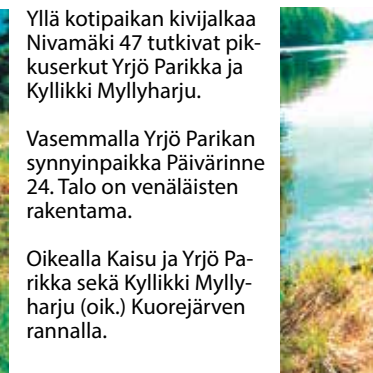 Yllä kotipaikan kivijalkaa
Nivamäki 47 tutkivat pik-
kuserkut Yrjö Parikka ja
Kyllikki Myllyharju.
Vasemmalla Yrjö Parikan
synnyinpaikka Päivärinne
24. Talo on venäläisten
rakentama.
Oikealla Kaisu ja Yrjö Pa-
rikka sekä Kyllikki Mylly-
harju (oik.) Kuorejärven
rannalla.